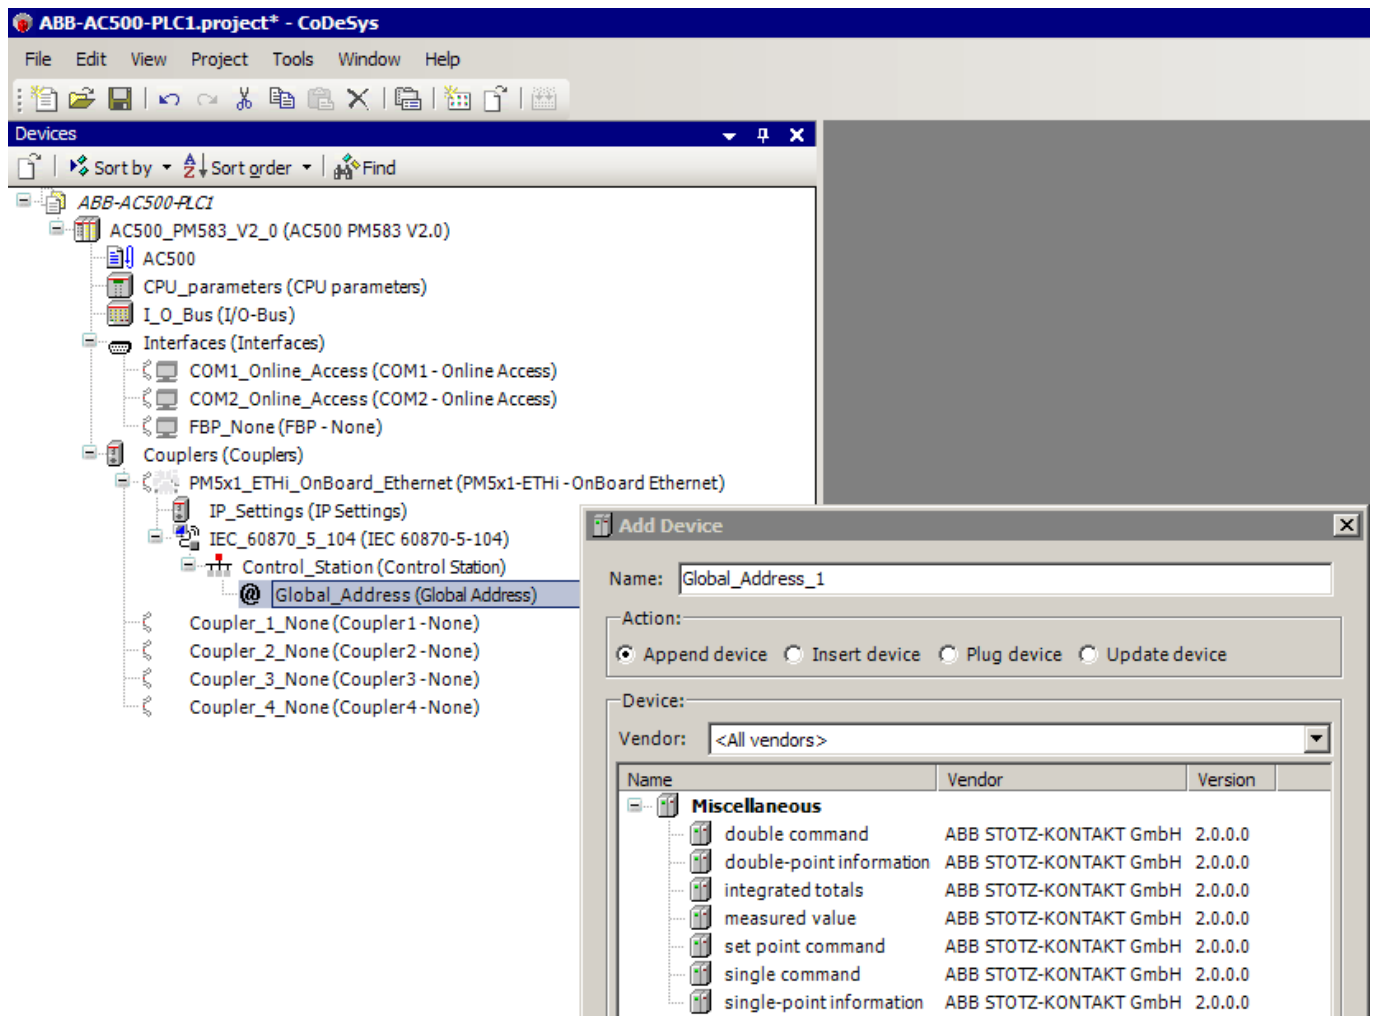 ABB-AC500-PLC1.project* - CoDeSys
File Edit View Project Tools Window Help
Devices
Sort by Sort order Find
ABB-AC500-PLC1
AC500_PM583_V2_0 (AC500 PM583 V2.0)
AC500
CPU_parameters (CPU parameters)
I_O_Bus (I/O-Bus)
Interfaces (Interfaces)
COM1_Online_Access (COM1 - Online Access)
COM2_Online_Access (COM2 - Online Access)
FBP_None (FBP - None)
Couplers (Couplers)
PM5x1_ETHi_OnBoard_Ethernet (PM5x1-ETHi - OnBoard Ethernet)
IP_Settings (IP Settings)
IEC_60870_5_104 (IEC 60870-5-104)
Control_Station (Control Station)
@ Global_Address (Global Address)
Coupler_1_None (Coupler1 - None)
Coupler_2_None (Coupler2 - None)
Coupler_3_None (Coupler3 - None)
Coupler_4_None (Coupler4 - None)
Add Device
Name: Global_Address_1
Action:
Append device Insert device Plug device Update device
Device:
Vendor: <All vendors>
Name Vendor Version
Miscellaneous
double command ABB STOTZ-KONTAKT GmbH 2.0.0.0
double-point information ABB STOTZ-KONTAKT GmbH 2.0.0.0
integrated totals ABB STOTZ-KONTAKT GmbH 2.0.0.0
measured value ABB STOTZ-KONTAKT GmbH 2.0.0.0
set point command ABB STOTZ-KONTAKT GmbH 2.0.0.0
single command ABB STOTZ-KONTAKT GmbH 2.0.0.0
single-point information ABB STOTZ-KONTAKT GmbH 2.0.0.0